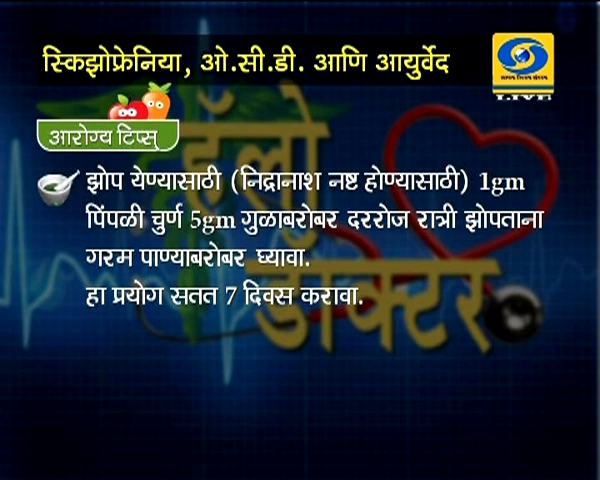 स्किझोफ्रेनिया, ओ.सी.डी. आणि आयुर्वेद
LIVE
आरोग्य टिप्स्
हॅलो
डॉक्टर
झोप येण्यासाठी (निद्रानाश नष्ट होण्यासाठी) 1gm
पिंपळी चुर्ण 5gm गुळाबरोबर दररोज रात्री झोपताना
गरम पाण्याबरोबर घ्यावा.
हा प्रयोग सतत 7 दिवस करावा.